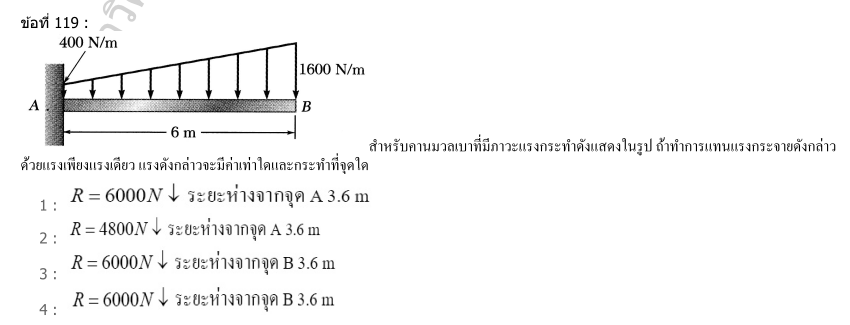 ข้อที่ 119 :
400 N/m
1600 N/m
A
B
6 m
สำหรับคานมวลเบาที่มีภาวะแรงกระทำดังแสดงในรูป ถ้าทำการแทนแรงกระจายดังกล่าว
ด้วยแรงเพียงแรงเดียว แรงดังกล่าวจะมีค่าเท่าใดและกระทำที่จุดใด
1 : R = 6000N ↓ ระยะห่างจากจุด A 3.6 m
2 : R = 4800N ↓ ระยะห่างจากจุด A 3.6 m
3 : R = 6000N ↓ ระยะห่างจากจุด B 3.6 m
4 : R = 6000N ↓ ระยะห่างจากจุด B 3.6 m